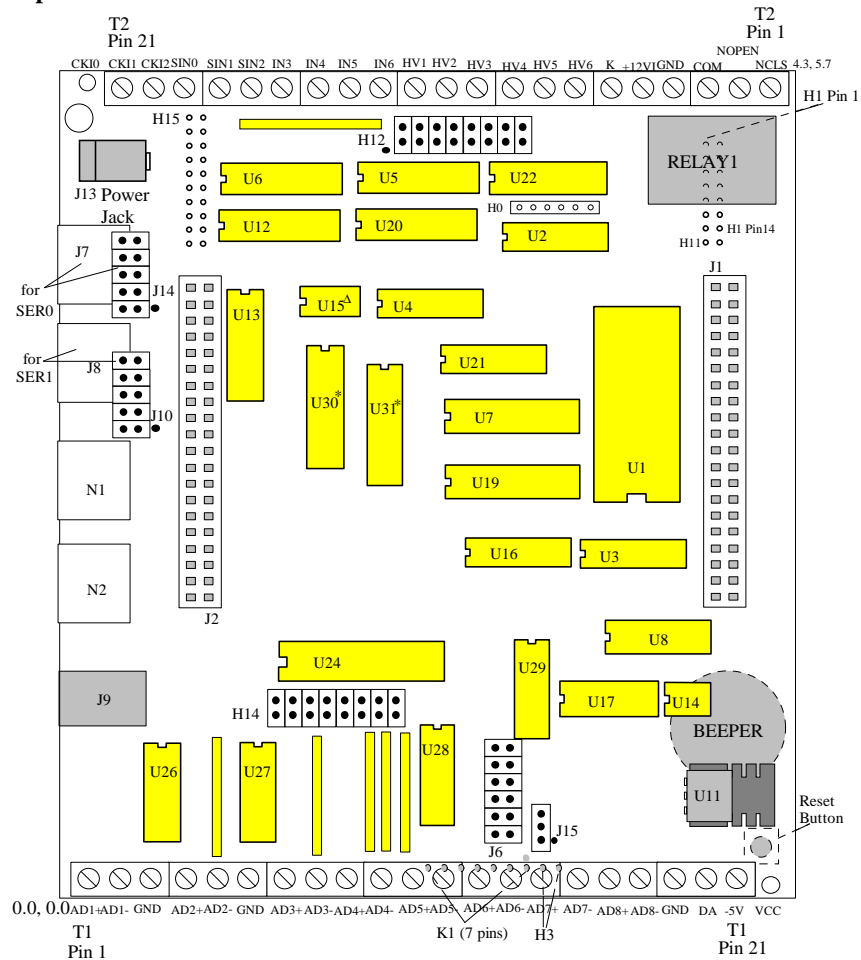 T2
Pin 21
T2
Pin 1
NOPEN
CKI0 CKI1 CKI2 SIN0 SIN1 SIN2 IN3 IN4 IN5 IN6 HV1 HV2 HV3 HV4 HV5 HV6 K +12VI GND COM NCLS 4.3, 5.7
H1 Pin 1
H15
H12
RELAY1
J13 Power
Jack
U6 U5 U22
H0
U12 U20 U2
H1 Pin14
H11
J7
for
SER0
J14
J1
U13
U15Δ
U4
for
SER1
J8
U21
U30*
U31*
J10
U7
U1
N1
U19
U16 U3
N2
J2
U8
U24
U29
J9
U17 U14
H14
BEEPER
U28
U26
U27
U11
Reset
Button
J15
J6
0.0, 0.0
AD1+ AD1- GND AD2+ AD2- GND AD3+ AD3- AD4+ AD4- AD5+ AD5- AD6+ AD6- AD7+ AD7- AD8+ AD8- GND DA -5V VCC
T1
Pin 1
K1 (7 pins)
H3
T1
Pin 21